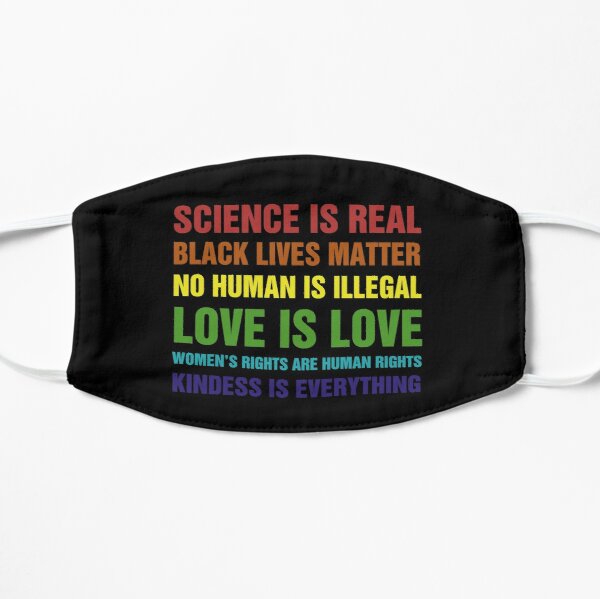 SCIENCE IS REAL
BLACK LIVES MATTER
NO HUMAN IS ILLEGAL
LOVE IS LOVE
WOMEN'S RIGHTS ARE HUMAN RIGHTS
KINDESS IS EVERYTHING